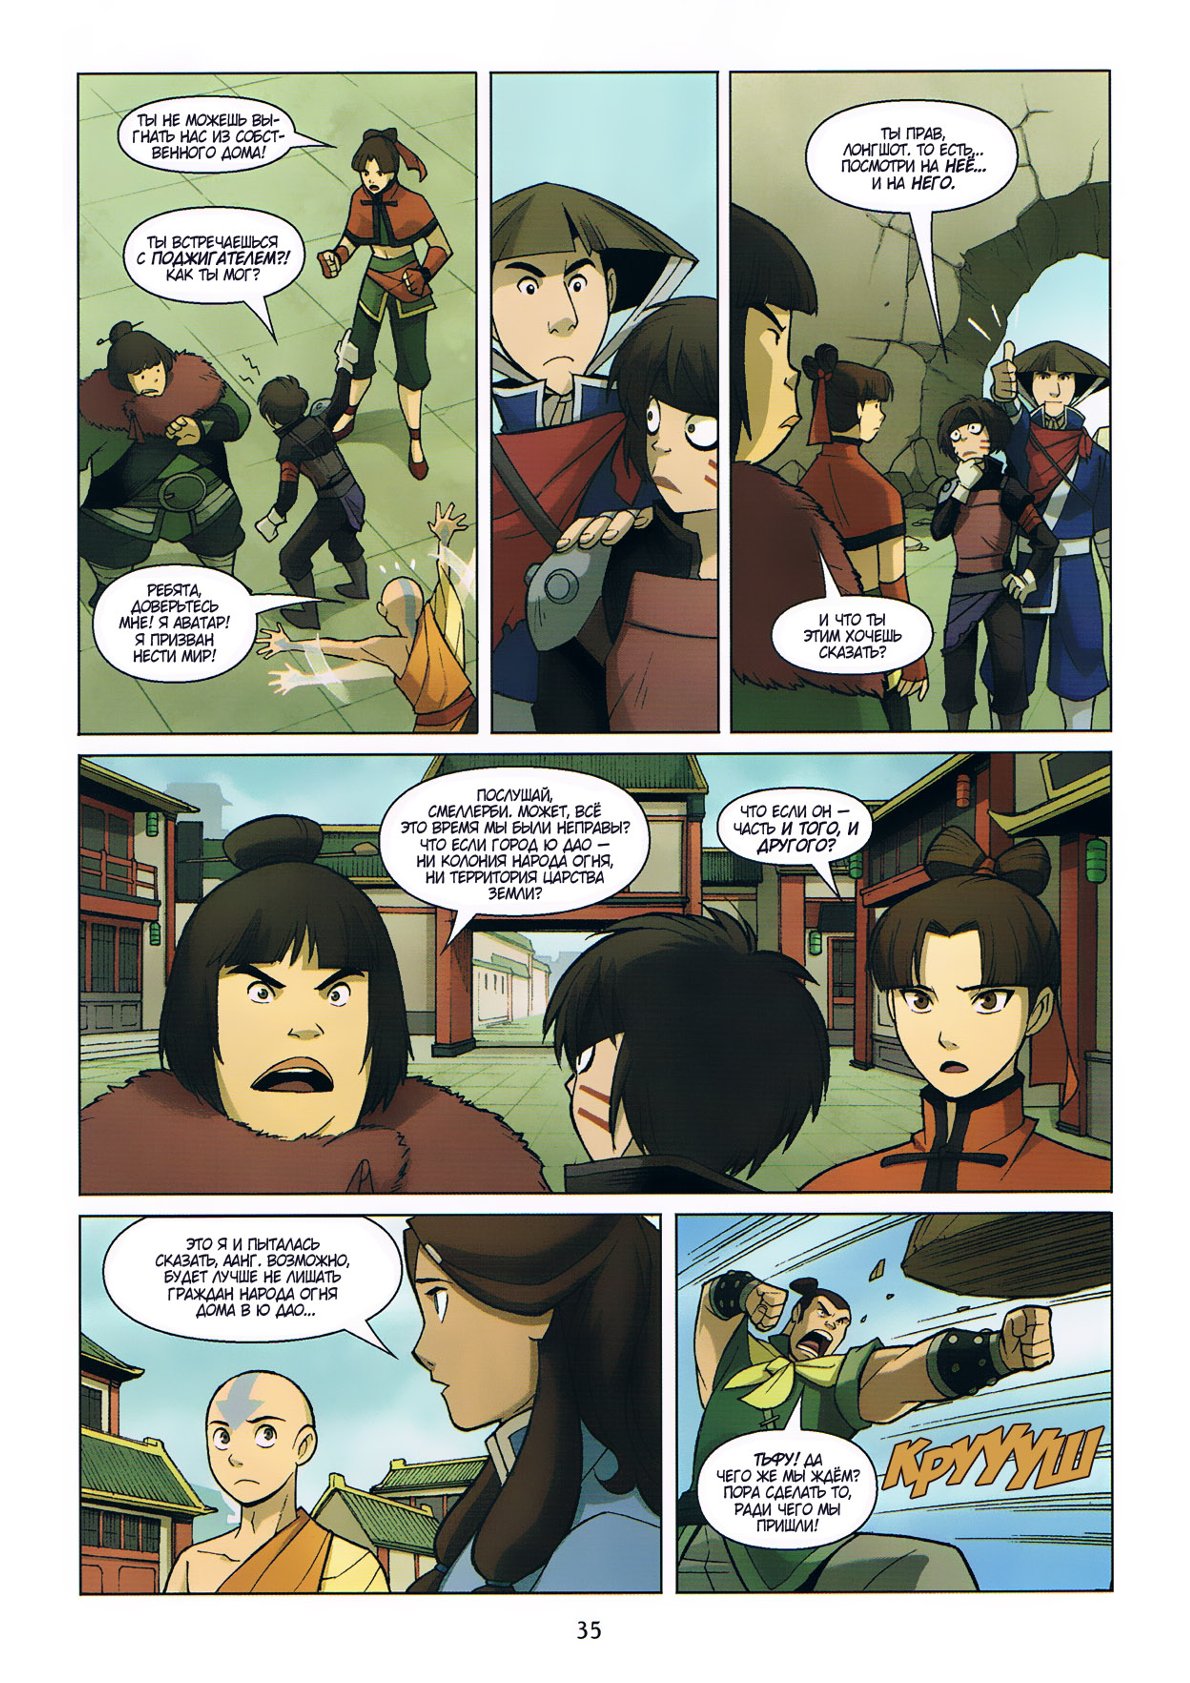 ТЫ НЕ МОЖЕШЬ ВЫ-
ГНАТЬ НАС ИЗ СОБСТ-
ВЕННОГО ДОМА!
ТЫ ВСТРЕЧАЕШЬСЯ
С ПОДЖИГАТЕЛЕМ?!
КАК ТЫ МОГ?
РЕБЯТА,
ДОВЕРЬТЕСЬ
МНЕ! Я АВАТАР!
Я ПРИЗВАН
НЕСТИ МИР!
ТЫ ПРАВ,
ЛОНГШОТ. ТО ЕСТЬ...
ПОСМОТРИ НА НЕЁ...
И НА НЕГО.
И ЧТО ТЫ
ЭТИМ ХОЧЕШЬ
СКАЗАТЬ?
ПОСЛУШАЙ,
СМЕЛЛЕРБИ. МОЖЕТ, ВСЁ
ЭТО ВРЕМЯ МЫ БЫЛИ НЕПРАВЫ?
ЧТО ЕСЛИ ГОРОД Ю ДАО —
НИ КОЛОНИЯ НАРОДА ОГНЯ,
НИ ТЕРРИТОРИЯ ЦАРСТВА
ЗЕМЛИ?
ЧТО ЕСЛИ ОН —
ЧАСТЬ И ТОГО, И
ДРУГОГО?
ЭТО Я И ПЫТАЛАСЬ
СКАЗАТЬ, ААНГ. ВОЗМОЖНО,
БУДЕТ ЛУЧШЕ НЕ ЛИШАТЬ
ГРАЖДАН НАРОДА ОГНЯ
ДОМА В Ю ДАО...
ТЬФУ! ДА
ЧЕГО ЖЕ МЫ ЖДЁМ?
ПОРА СДЕЛАТЬ ТО,
РАДИ ЧЕГО МЫ
ПРИШЛИ!
КРУУУУШ
35